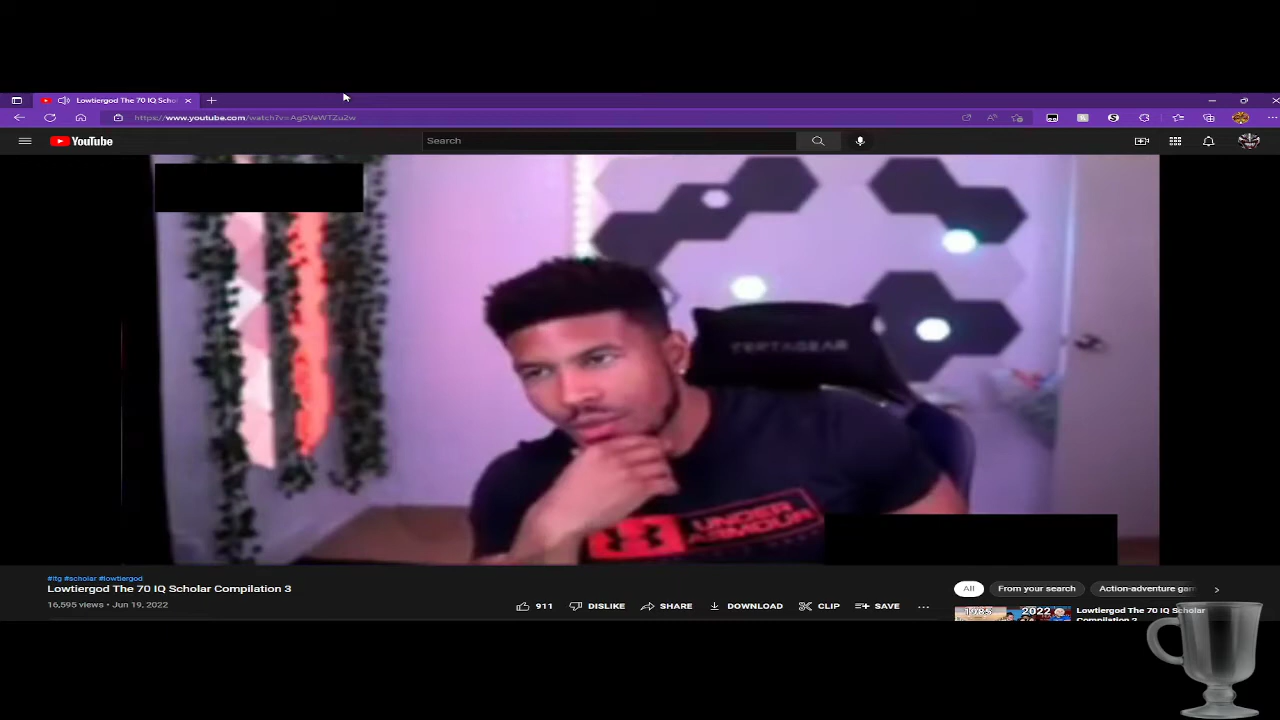 Lowtiergod The 70 IQ Scho
https://www.youtube.com/watch?v=AgSVeWTZu2w
YouTube
Search
UNDER
ARMOUR
#ltg #scholar #lowtiergod
Lowtiergod The 70 IQ Scholar Compilation 3
16,595 views • Jun 19, 2022
911 DISLIKE SHARE DOWNLOAD CLIP SAVE
All From your search Action-adventure gam
1985 2022 Lowtiergod The 70 IQ Scholar